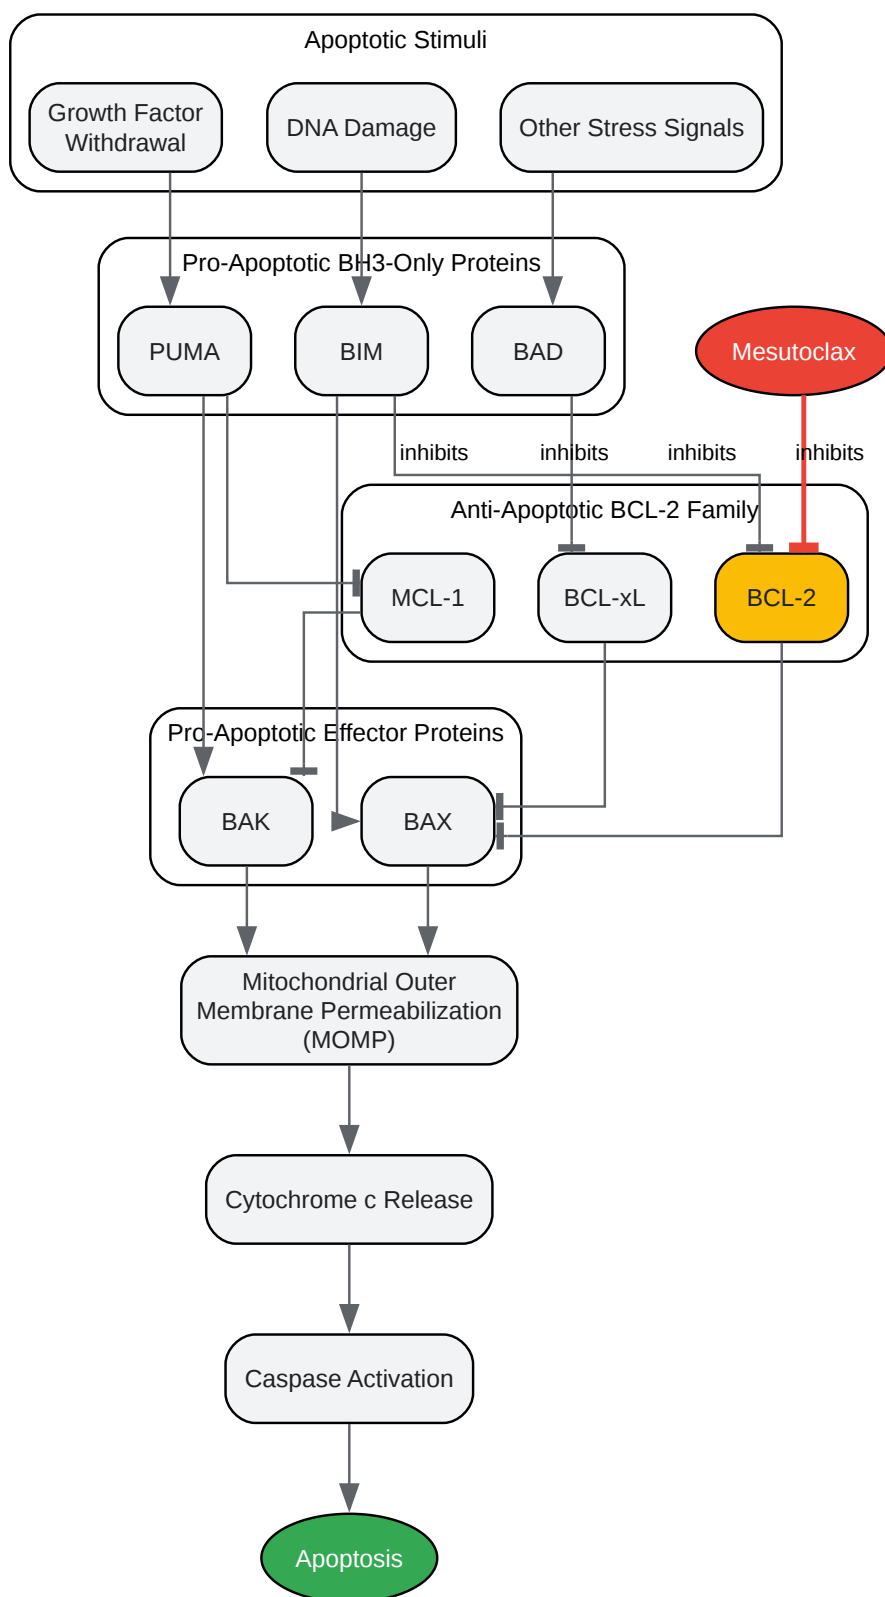 Apoptotic Stimuli
Growth Factor
Withdrawal
DNA Damage
Other Stress Signals
Pro-Apoptotic BH3-Only Proteins
PUMA
BIM
BAD
Mesutoclax
inhibits
inhibits
inhibits
inhibits
Anti-Apoptotic BCL-2 Family
MCL-1
BCL-xL
BCL-2
Pro-Apoptotic Effector Proteins
BAK
BAX
Mitochondrial Outer
Membrane Permeabilization
(MOMP)
Cytochrome c Release
Caspase Activation
Apoptosis